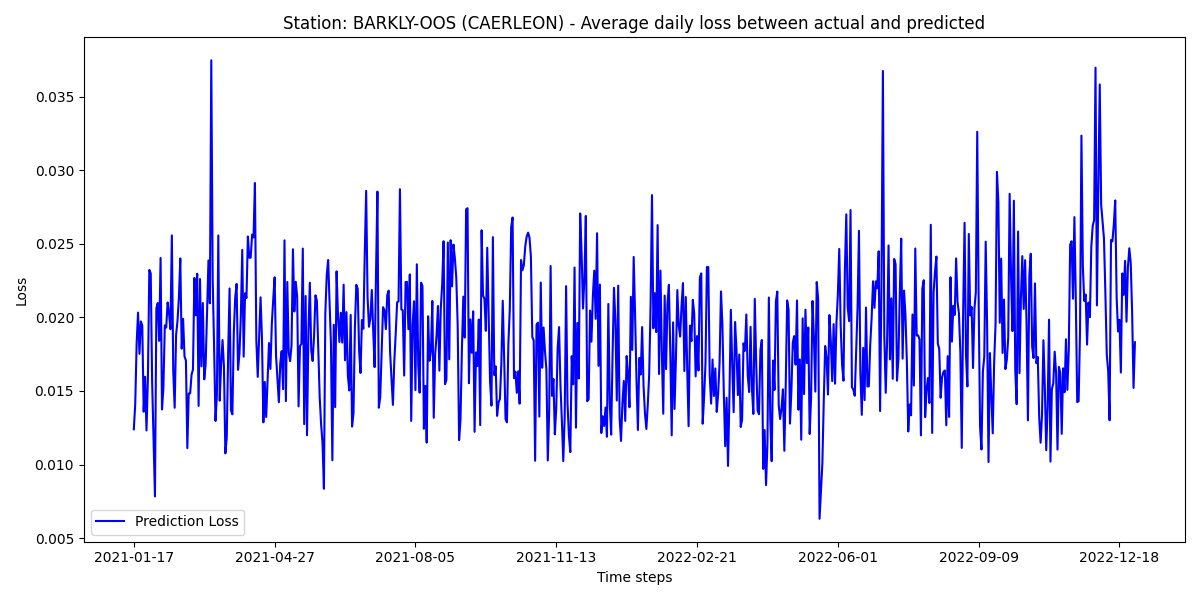 Station: BARKLY-OOS (CAERLEON) - Average daily loss between actual and predicted
Loss
0.035
0.030
0.025
0.020
0.015
0.010
0.005
Prediction Loss
2021-01-17 2021-04-27 2021-08-05 2021-11-13 2022-02-21 2022-06-01 2022-09-09 2022-12-18
Time steps